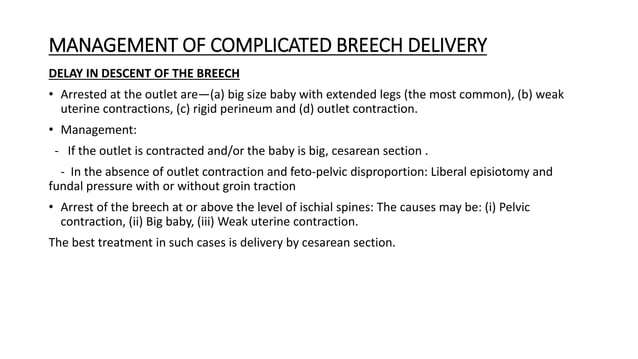 MANAGEMENT OF COMPLICATED BREECH DELIVERY
DELAY IN DESCENT OF THE BREECH
• Arrested at the outlet are—(a) big size baby with extended legs (the most common), (b) weak
uterine contractions, (c) rigid perineum and (d) outlet contraction.
• Management:
- If the outlet is contracted and/or the baby is big, cesarean section .
- In the absence of outlet contraction and feto-pelvic disproportion: Liberal episiotomy and
fundal pressure with or without groin traction
• Arrest of the breech at or above the level of ischial spines: The causes may be: (i) Pelvic
contraction, (ii) Big baby, (iii) Weak uterine contraction.
The best treatment in such cases is delivery by cesarean section.